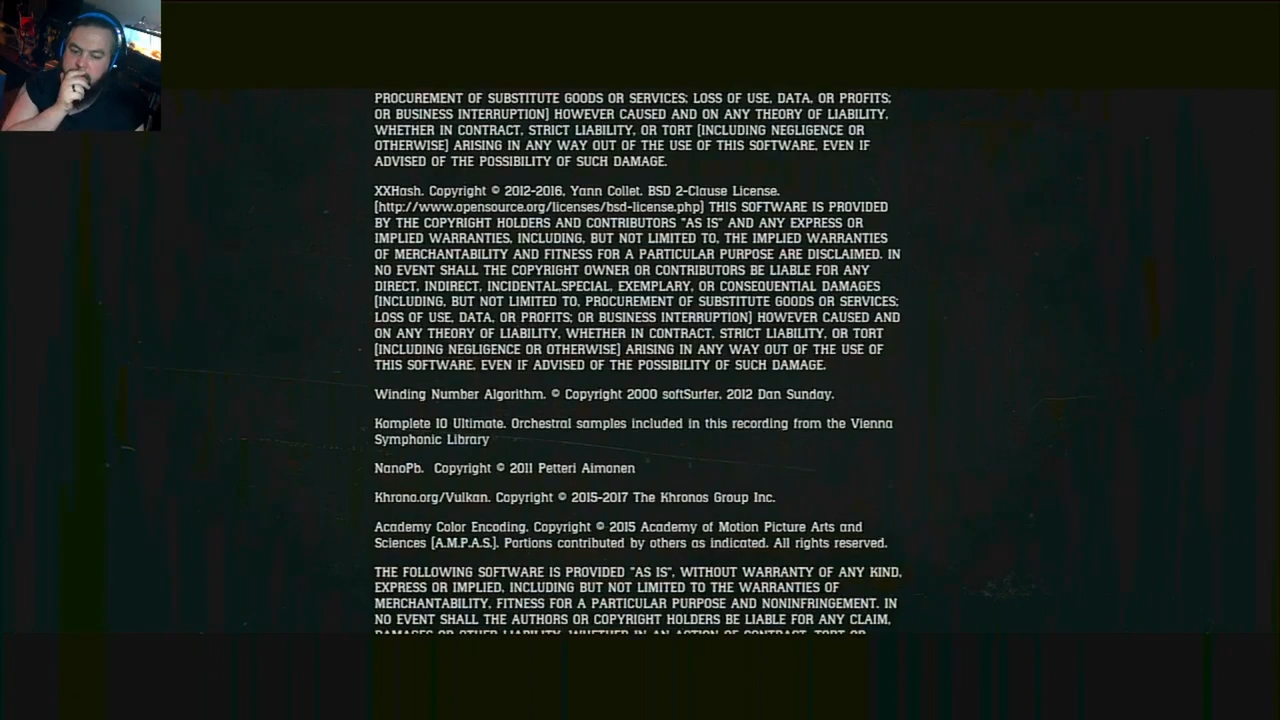 PROCUREMENT OF SUBSTITUTE GOODS OR SERVICES; LOSS OF USE, DATA, OR PROFITS;
OR BUSINESS INTERRUPTION] HOWEVER CAUSED AND ON ANY THEORY OF LIABILITY,
WHETHER IN CONTRACT, STRICT LIABILITY, OR TORT [INCLUDING NEGLIGENCE OR
OTHERWISE] ARISING IN ANY WAY OUT OF THE USE OF THIS SOFTWARE, EVEN IF
ADVISED OF THE POSSIBILITY OF SUCH DAMAGE.
XXHash. Copyright © 2012-2016, Yann Collet. BSD 2-Clause License.
[http://www.opensource.org/licenses/bsd-license.php] THIS SOFTWARE IS PROVIDED
BY THE COPYRIGHT HOLDERS AND CONTRIBUTORS "AS IS" AND ANY EXPRESS OR
IMPLIED WARRANTIES, INCLUDING, BUT NOT LIMITED TO, THE IMPLIED WARRANTIES
OF MERCHANTABILITY AND FITNESS FOR A PARTICULAR PURPOSE ARE DISCLAIMED. IN
NO EVENT SHALL THE COPYRIGHT OWNER OR CONTRIBUTORS BE LIABLE FOR ANY
DIRECT, INDIRECT, INCIDENTAL,SPECIAL, EXEMPLARY, OR CONSEQUENTIAL DAMAGES
[INCLUDING, BUT NOT LIMITED TO, PROCUREMENT OF SUBSTITUTE GOODS OR SERVICES;
LOSS OF USE, DATA, OR PROFITS; OR BUSINESS INTERRUPTION] HOWEVER CAUSED AND
ON ANY THEORY OF LIABILITY, WHETHER IN CONTRACT, STRICT LIABILITY, OR TORT
[INCLUDING NEGLIGENCE OR OTHERWISE] ARISING IN ANY WAY OUT OF THE USE OF
THIS SOFTWARE, EVEN IF ADVISED OF THE POSSIBILITY OF SUCH DAMAGE.
Winding Number Algorithm. © Copyright 2000 softSurfer, 2012 Dan Sunday.
Komplete 10 Ultimate. Orchestral samples included in this recording from the Vienna
Symphonic Library
NanoPb. Copyright © 2011 Petteri Aimonen
Khrono.org/Vulkan. Copyright © 2015-2017 The Khronos Group Inc.
Academy Color Encoding. Copyright © 2015 Academy of Motion Picture Arts and
Sciences [A.M.P.A.S.]. Portions contributed by others as indicated. All rights reserved.
THE FOLLOWING SOFTWARE IS PROVIDED "AS IS", WITHOUT WARRANTY OF ANY KIND,
EXPRESS OR IMPLIED, INCLUDING BUT NOT LIMITED TO THE WARRANTIES OF
MERCHANTABILITY, FITNESS FOR A PARTICULAR PURPOSE AND NONINFRINGEMENT. IN
NO EVENT SHALL THE AUTHORS OR COPYRIGHT HOLDERS BE LIABLE FOR ANY CLAIM,
DAMAGES OR OTHER LIABILITY, WHETHER IN AN ACTION OF CONTRACT, TORT OR